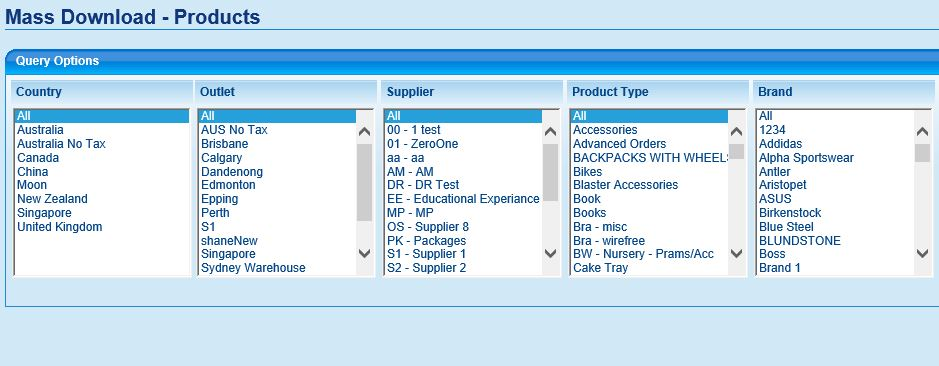 Mass Download - Products
Query Options
Country
All
Australia
Australia No Tax
Canada
China
Moon
New Zealand
Singapore
United Kingdom
Outlet
All
AUS No Tax
Brisbane
Calgary
Dandenong
Edmonton
Epping
Perth
S1
shaneNew
Singapore
Sydney Warehouse
Supplier
All
00 - 1 test
01 - ZeroOne
aa - aa
AM - AM
DR - DR Test
EE - Educational Experiance
MP - MP
OS - Supplier 8
PK - Packages
S1 - Supplier 1
S2 - Supplier 2
Product Type
All
Accessories
Advanced Orders
BACKPACKS WITH WHEELS
Bikes
Blaster Accessories
Book
Books
Bra - misc
Bra - wirefree
BW - Nursery - Prams/Acc
Cake Tray
Brand
All
1234
Addidas
Alpha Sportswear
Antler
Aristopet
ASUS
Birkenstock
Blue Steel
BLUNDSTONE
Boss
Brand 1